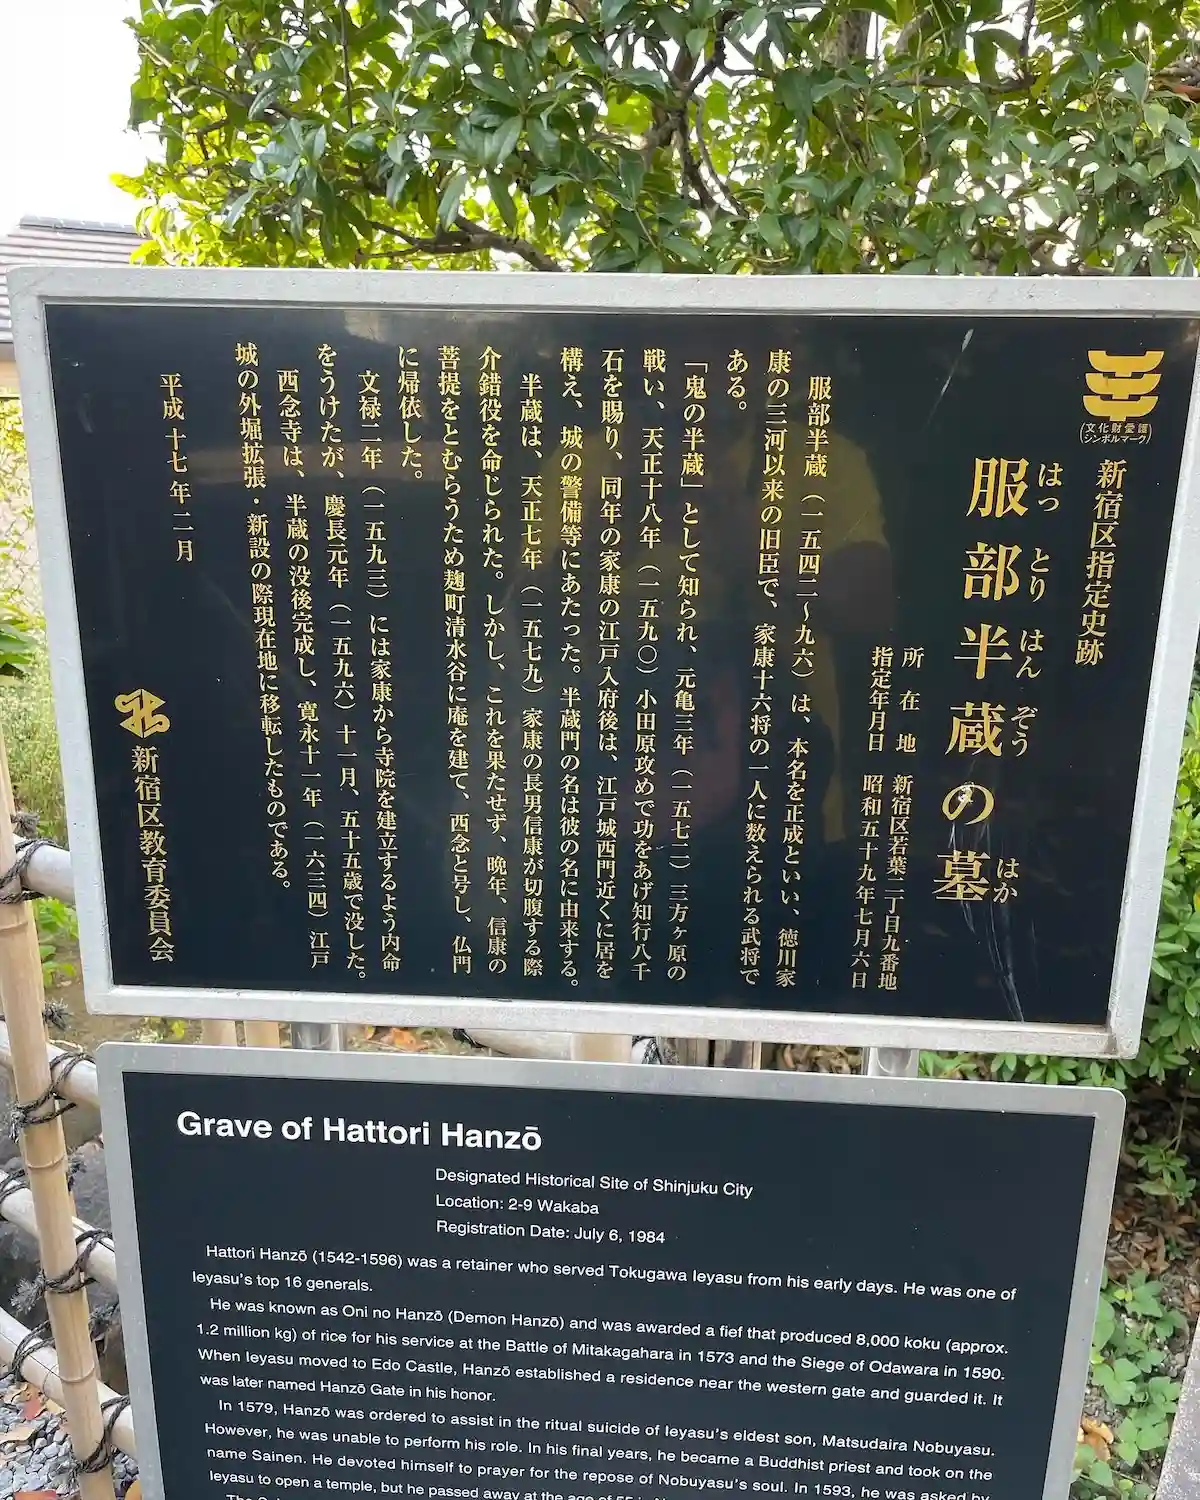 文化財愛護
シンボルマーク
新宿区指定史跡
はっ とり はん ぞう はか
服部半蔵の墓
所在地 新宿区若葉二丁目九番地
指定年月日 昭和五十九年七月六日
服部半蔵（一五四二～九六）は、本名を正成といい、徳川家
康の三河以来の旧臣で、家康十六将の一人に数えられる武将で
ある。
「鬼の半蔵」として知られ、元亀三年（一五七二）三方ヶ原の
戦い、天正十八年（一五九〇）小田原攻めで功をあげ知行八千
石を賜り、同年の家康の江戸入府後は、江戸城西門近くに居を
構え、城の警備等にあたった。半蔵門の名は彼の名に由来する。
半蔵は、天正七年（一五七九）家康の長男信康が切腹する際
介錯役を命じられた。しかし、これを果たせず、晩年、信康の
菩提をとむらうため麹町清水谷に庵を建て、西念と号し、仏門
に帰依した。
文禄二年（一五九三）には家康から寺院を建立するよう内命
をうけたが、慶長元年（一五九六）十一月、五十五歳で没した。
西念寺は、半蔵の没後完成し、寛永十一年（一六三四）江戸
城の外堀拡張・新設の際現在地に移転したものである。
平成十七年二月
新宿区教育委員会
Grave of Hattori Hanzō
Designated Historical Site of Shinjuku City
Location: 2-9 Wakaba
Registration Date: July 6, 1984
Hattori Hanzō (1542-1596) was a retainer who served Tokugawa Ieyasu from his early days. He was one of
Ieyasu's top 16 generals.
He was known as Oni no Hanzō (Demon Hanzō) and was awarded a fief that produced 8,000 koku (approx.
1.2 million kg) of rice for his service at the Battle of Mitakagahara in 1573 and the Siege of Odawara in 1590.
When Ieyasu moved to Edo Castle, Hanzō established a residence near the western gate and guarded it. It
was later named Hanzō Gate in his honor.
In 1579, Hanzō was ordered to assist in the ritual suicide of Ieyasu's eldest son, Matsudaira Nobuyasu.
However, he was unable to perform his role. In his final years, he became a Buddhist priest and took on the
name Sainen. He devoted himself to prayer for the repose of Nobuyasu's soul. In 1593, he was asked by
Ieyasu to open a temple, but he passed away at the age of 55